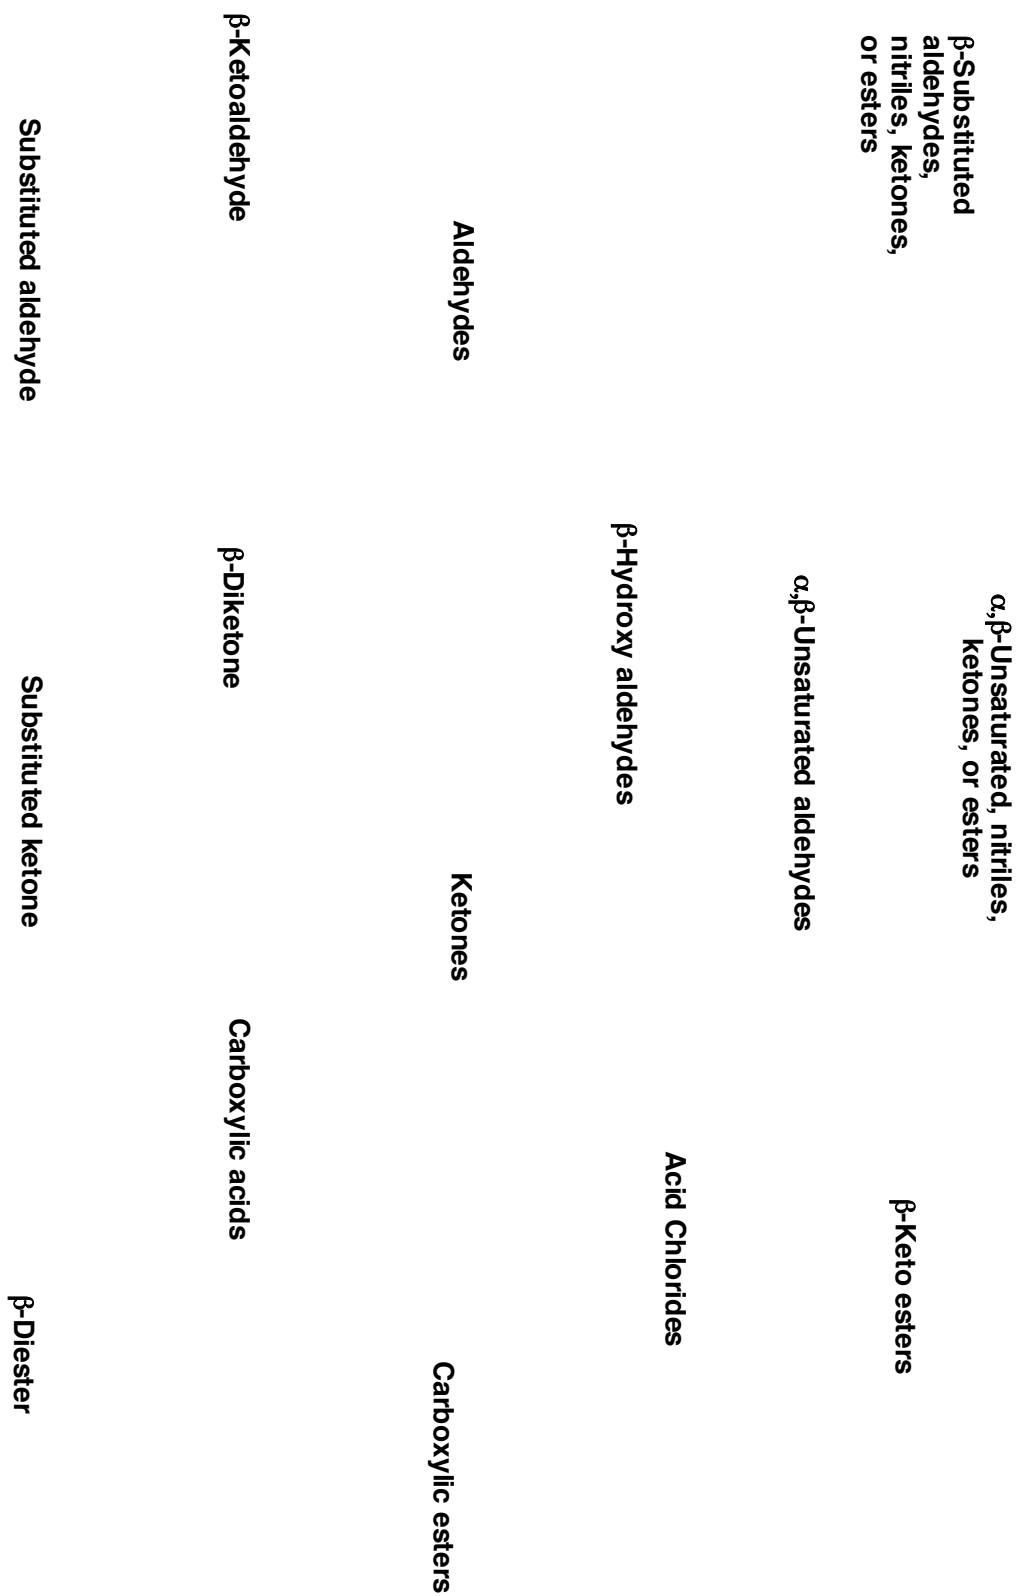 β-Substituted
aldehydes,
nitriles, ketones,
or esters
α,β-Unsaturated, nitriles,
ketones, or esters
β-Keto esters
α,β-Unsaturated aldehydes
Acid Chlorides
β-Hydroxy aldehydes
Aldehydes
Ketones
Carboxylic esters
β-Ketoaldehyde
β-Diketone
Carboxylic acids
Substituted aldehyde
Substituted ketone
β-Diester